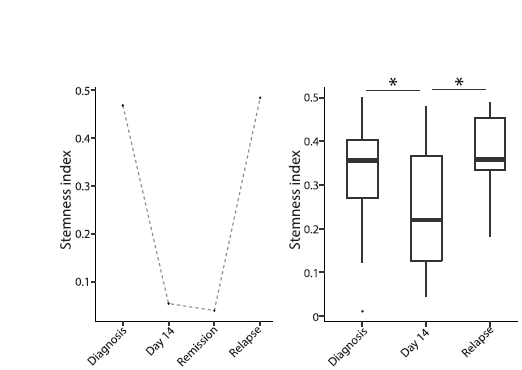 Stemness index
0.5
0.4
0.3
0.2
0.1
Diagnosis
Day 14
Remission
Relapse
Stemness index
* *
0.5
0.4
0.3
0.2
0.1
0
Diagnosis
Day 14
Relapse